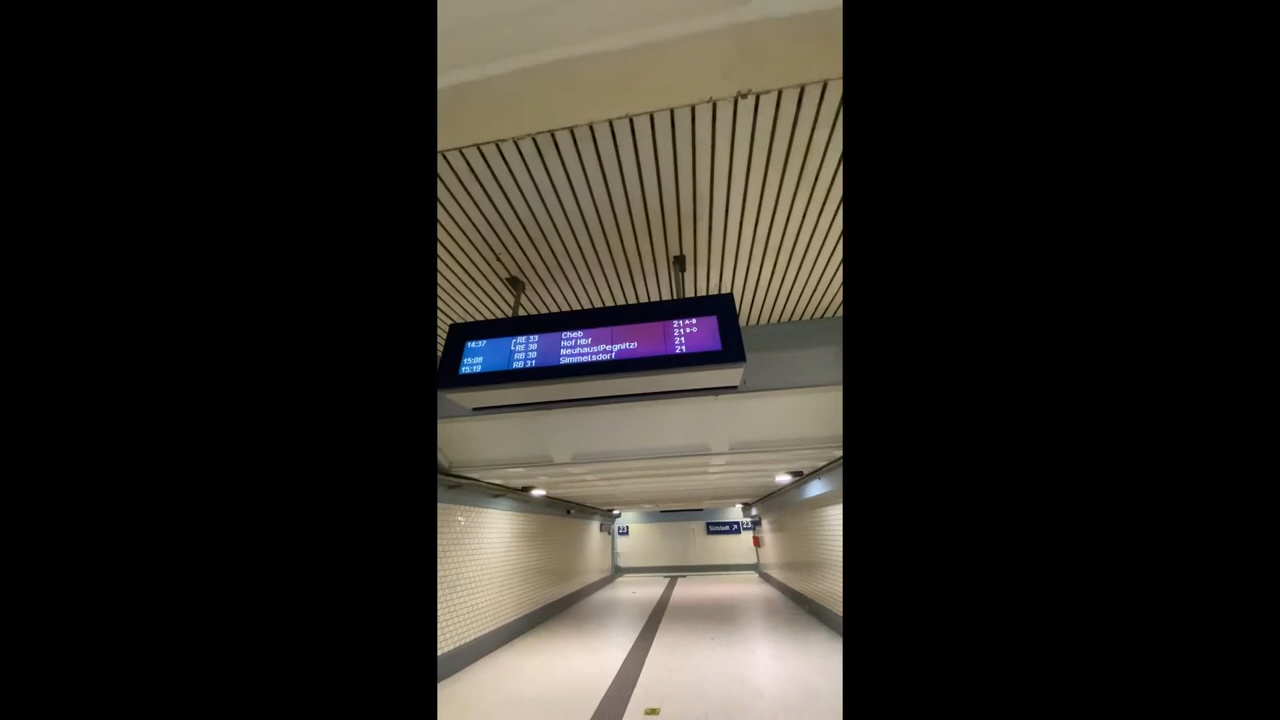 14:37 RE 33 Cheb 21 A-B
RE 30 Hof Hbf 21 B-D
15:08 RB 30 Neuhaus(Pegnitz) 21
15:19 RB 31 Simmelsdorf 21
23
Südstadt
23